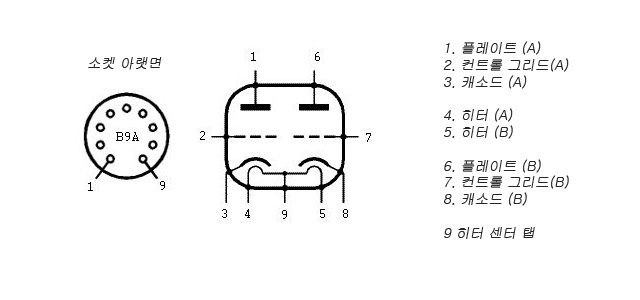 소켓 아랫면
B9A
1
9
1
6
2
7
3
4
9
5
8
1. 플레이트 (A)
2. 컨트롤 그리드(A)
3. 캐소드 (A)
4. 히터 (A)
5. 히터 (B)
6. 플레이트 (B)
7. 컨트롤 그리드(B)
8. 캐소드 (B)
9 히터 센터 탭